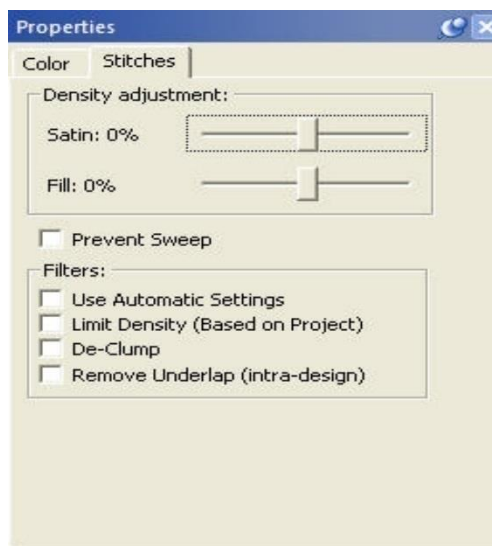 Properties
Color Stitches
Density adjustment:
Satin: 0%
Fill: 0%
Prevent Sweep
Filters:
Use Automatic Settings
Limit Density (Based on Project)
De-Clump
Remove Underlap (intra-design)